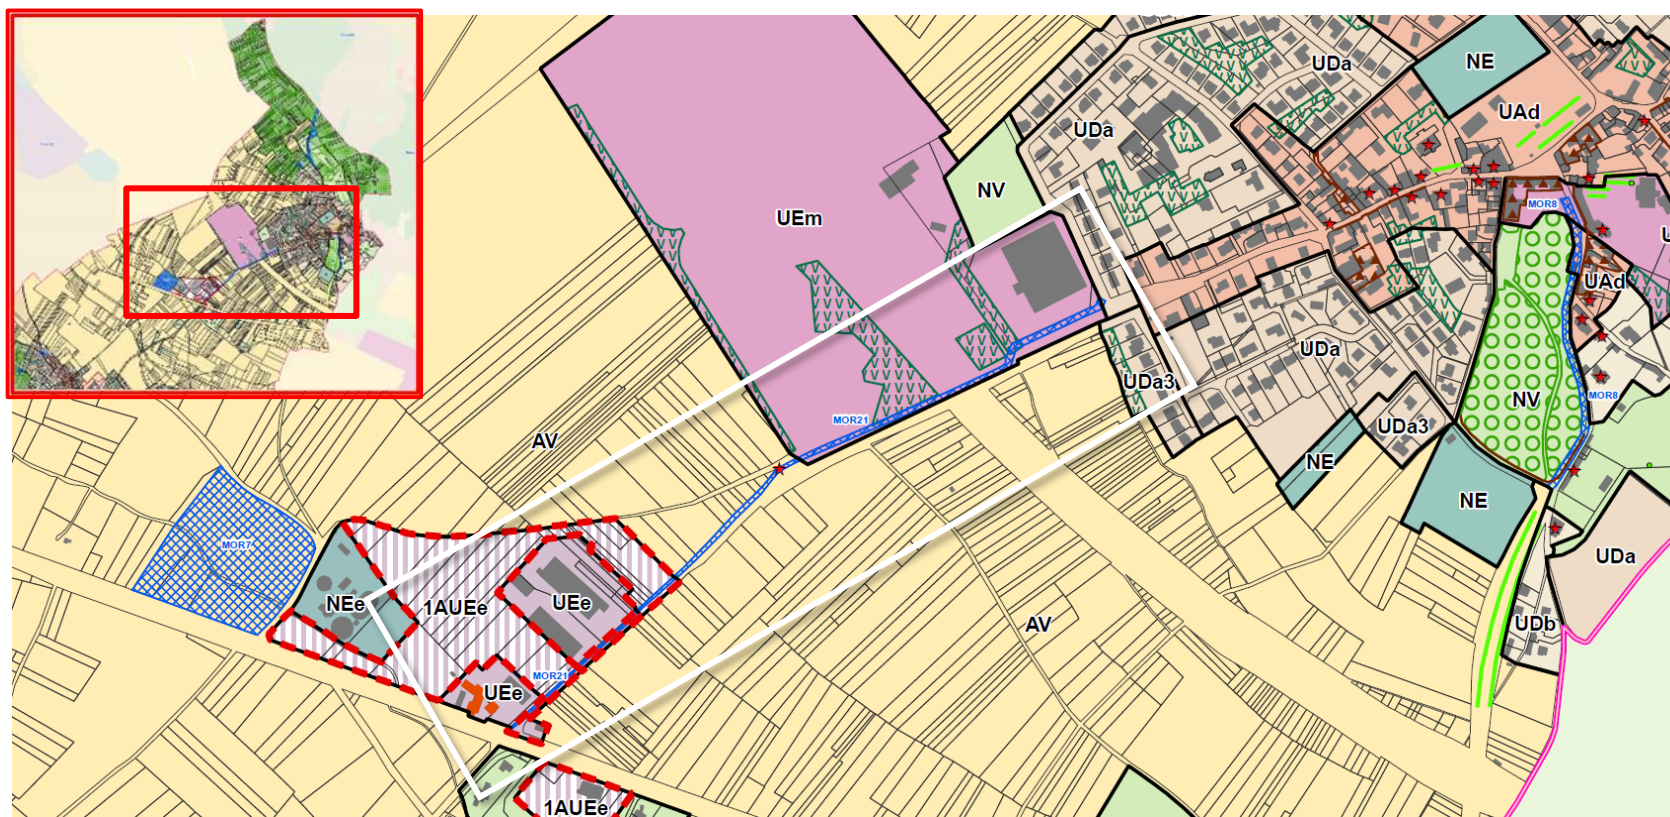 UDa
NE
UAd
UDa
NV
MOR8
UEm
UAd
UDa
MOR21
UDa3
NV
MOR8
UDa3
AV
NE
NE
MOR7
UDa
NEe
1AUEe
UEe
AV
UDb
MOR21
UEe
1AUEe